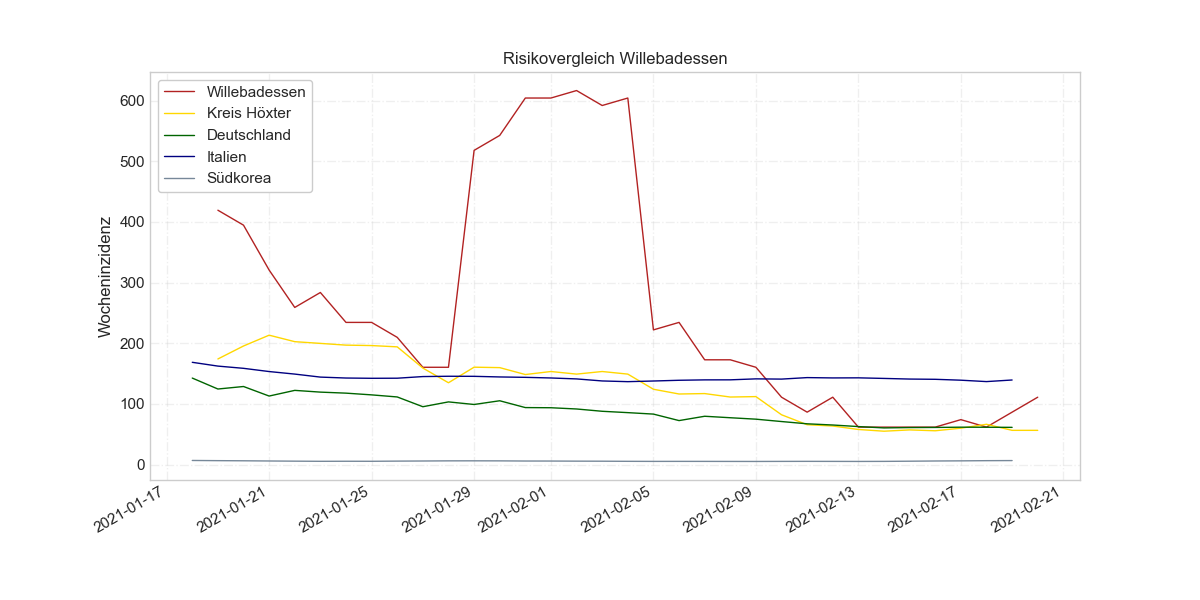 Risikovergleich Willebadessen
Willebadessen
Kreis Höxter
Deutschland
Italien
Südkorea
Wocheninzidenz
600
500
400
300
200
100
0
2021-01-17
2021-01-21
2021-01-25
2021-01-29
2021-02-01
2021-02-05
2021-02-09
2021-02-13
2021-02-17
2021-02-21